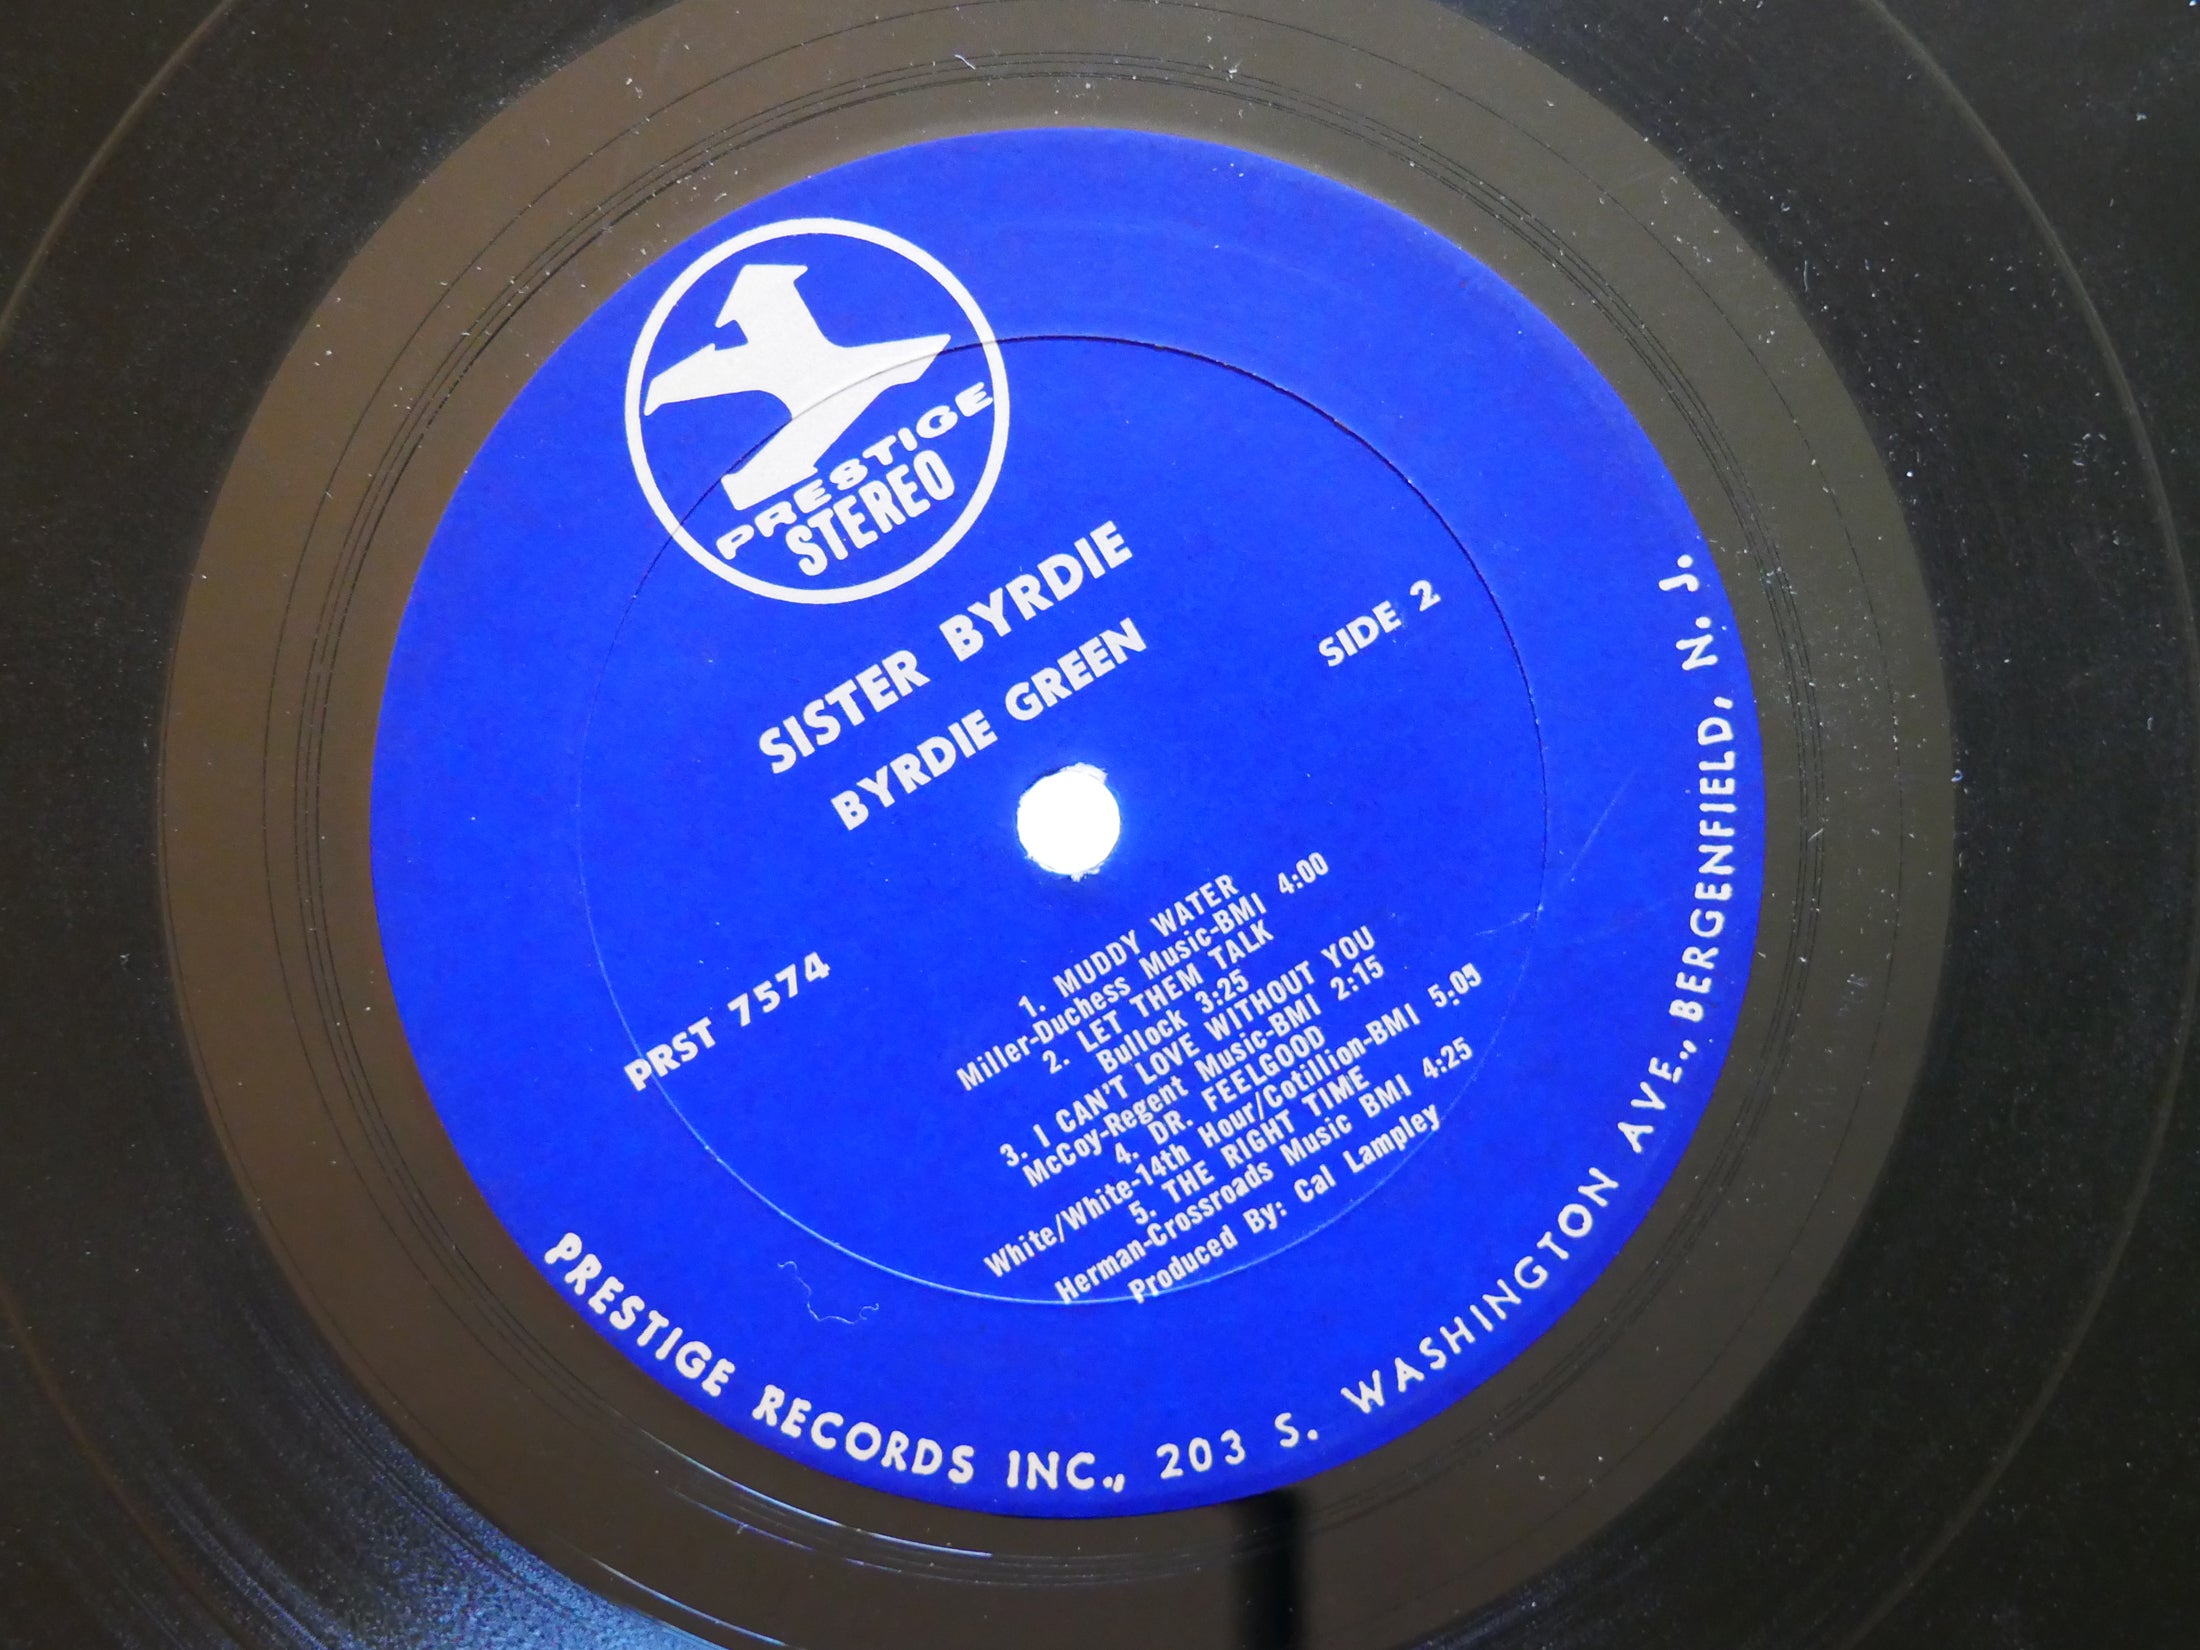 PRESTIGE
STEREO
SISTER BYRDIE
BYRDIE GREEN
SIDE 2
PRST 7574
1. MUDDY WATER
Miller-Duchess Music-BMI 4:00
2. LET THEM TALK
Bullock 3:25
3. I CAN'T LOVE WITHOUT YOU
McCoy-Regent Music-BMI 2:15
4. DR. FEELGOOD
White/White-14th Hour/Cotillion-BMI 5:05
5. THE RIGHT TIME
Herman-Crossroads Music BMI 4:25
Produced By: Cal Lampley
PRESTIGE RECORDS INC., 203 S. WASHINGTON AVE., BERGENFIELD, N. J.